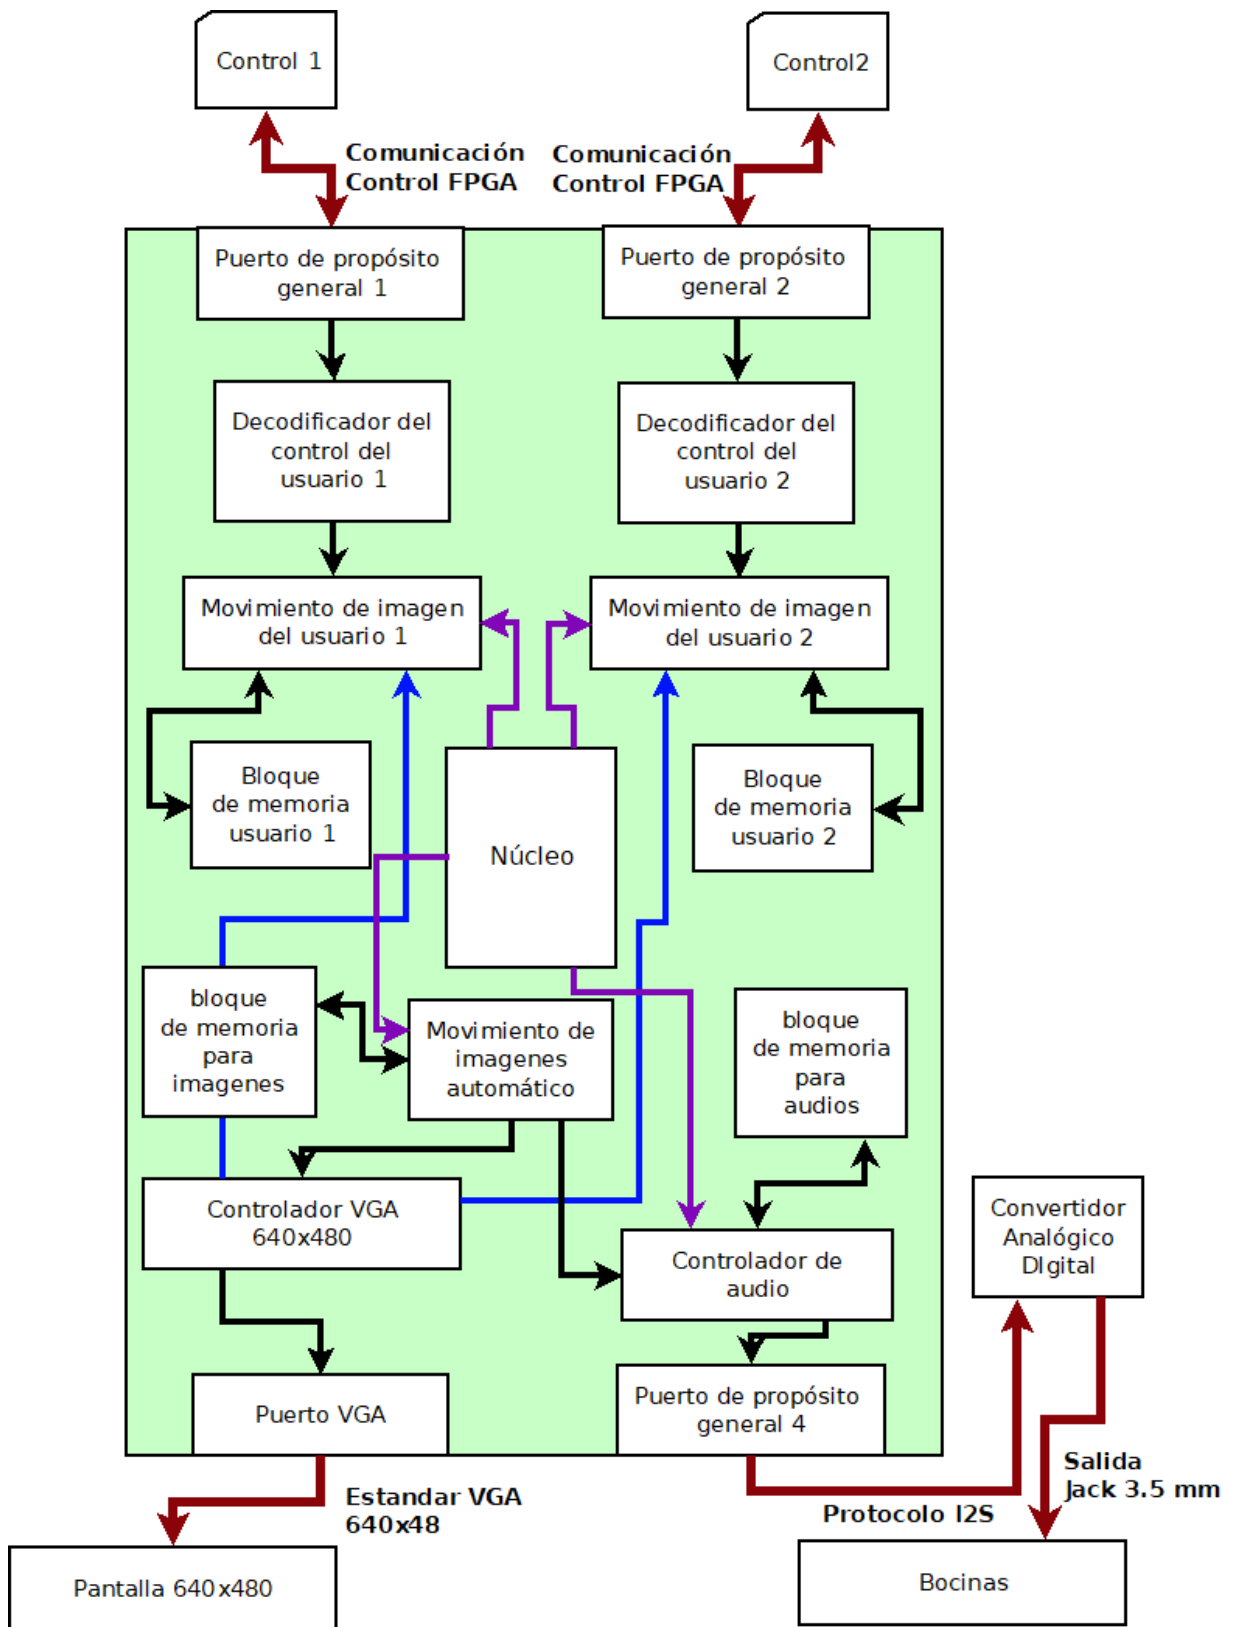 Control 1
Control2
Comunicación
Control FPGA
Comunicación
Control FPGA
Puerto de propósito
general 1
Puerto de propósito
general 2
Decodificador del
control del
usuario 1
Decodificador del
control del
usuario 2
Movimiento de imagen
del usuario 1
Movimiento de imagen
del usuario 2
Bloque
de memoria
usuario 1
Núcleo
Bloque
de memoria
usuario 2
bloque
de memoria
para
imagenes
Movimiento de
imagenes
automático
bloque
de memoria
para
audios
Controlador VGA
640x480
Controlador de
audio
Convertidor
Analógico
DIgital
Puerto VGA
Puerto de propósito
general 4
Estandar VGA
640x48
Protocolo I2S
Salida
Jack 3.5 mm
Pantalla 640x480
Bocinas